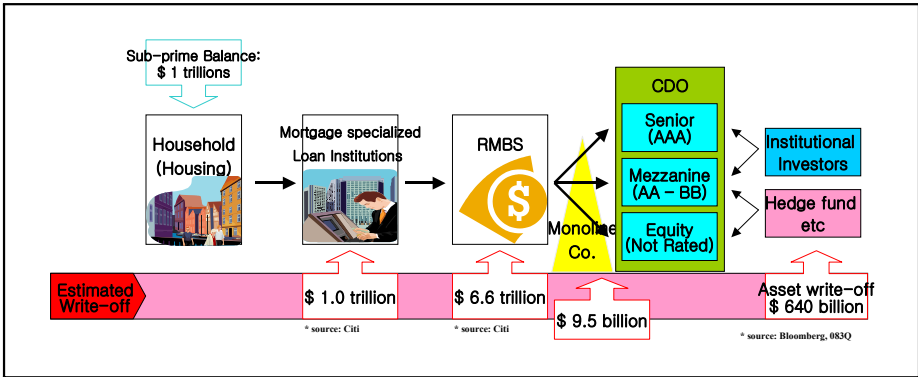 Sub-prime Balance:
$ 1 trillions
Household
(Housing)
Mortgage specialized
Loan Institutions
RMBS
$
Monoline
Co.
CDO
Senior
(AAA)
Mezzanine
(AA - BB)
Equity
(Not Rated)
Institutional
Investors
Hedge fund
etc
Estimated
Write-off
$ 1.0 trillion
$ 6.6 trillion
$ 9.5 billion
Asset write-off
$ 640 billion
* source: Citi
* source: Citi
* source: Bloomberg, 083Q